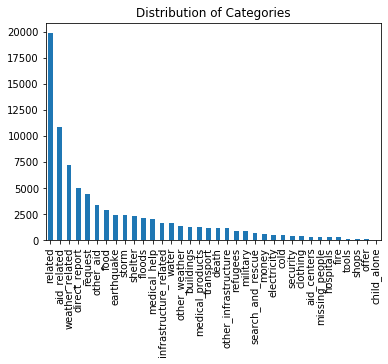 Distribution of Categories
20000
17500
15000
12500
10000
7500
5000
2500
0
related
aid_related
weather_related
direct_report
request
other_aid
food
earthquake
storm
shelter
floods
medical_help
infrastructure_related
water
other_weather
buildings
medical_products
transport
death
other_infrastructure
refugees
military
search_and_rescue
money
electricity
cold
security
clothing
aid_centers
missing_people
hospitals
fire
tools
shops
offer
child_alone